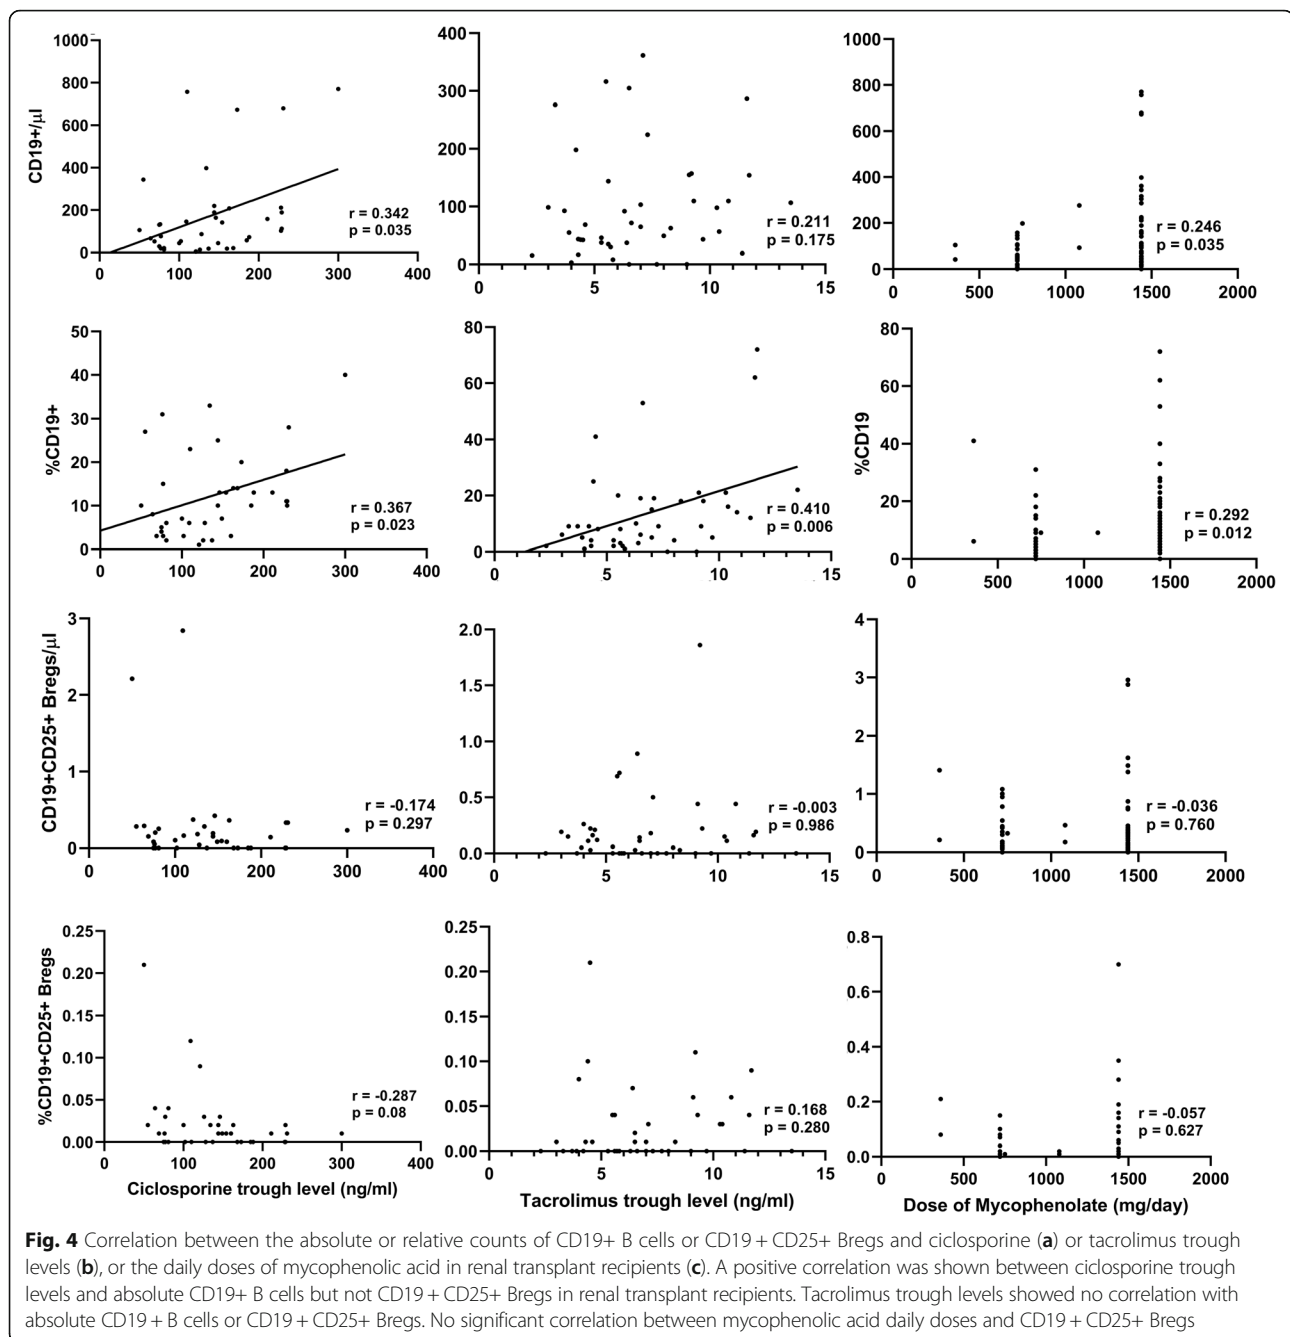 1000
800
600
400
200
0
CD19+/µl
0 100 200 300 400
r = 0.342
p = 0.035
400
300
200
100
0
5 10 15
r = 0.211
p = 0.175
1000
800
600
400
200
0
0 500 1000 1500 2000
r = 0.246
p = 0.035
50
40
30
20
10
0
%CD19+
0 100 200 300 400
r = 0.367
p = 0.023
80
60
40
20
0
0 5 10 15
r = 0.410
p = 0.006
80
60
40
20
0
%CD19
0 500 1000 1500 2000
r = 0.292
p = 0.012
3
2
1
0
CD19+CD25+ Bregs/µl
0 100 200 300 400
r = -0.174
p = 0.297
2.0
1.5
1.0
0.5
0.0
0 5 10 15
r = -0.003
p = 0.986
4
3
2
1
0
0 500 1000 1500 2000
r = -0.036
p = 0.760
0.25
0.20
0.15
0.10
0.05
0.00
%CD19+CD25+ Bregs
0 100 200 300 400
r = -0.287
p = 0.08
Ciclosporine trough level (ng/ml)
0.25
0.20
0.15
0.10
0.05
0.00
0 5 10 15
r = 0.168
p = 0.280
Tacrolimus trough level (ng/ml)
0.8
0.6
0.4
0.2
0.0
0 500 1000 1500 2000
r = -0.057
p = 0.627
Dose of Mycophenolate (mg/day)
Fig. 4 Correlation between the absolute or relative counts of CD19+ B cells or CD19 + CD25+ Bregs and ciclosporine (a) or tacrolimus trough
levels (b), or the daily doses of mycophenolic acid in renal transplant recipients (c). A positive correlation was shown between ciclosporine trough
levels and absolute CD19+ B cells but not CD19 + CD25+ Bregs in renal transplant recipients. Tacrolimus trough levels showed no correlation with
absolute CD19 + B cells or CD19 + CD25+ Bregs. No significant correlation between mycophenolic acid daily doses and CD19 + CD25+ Bregs